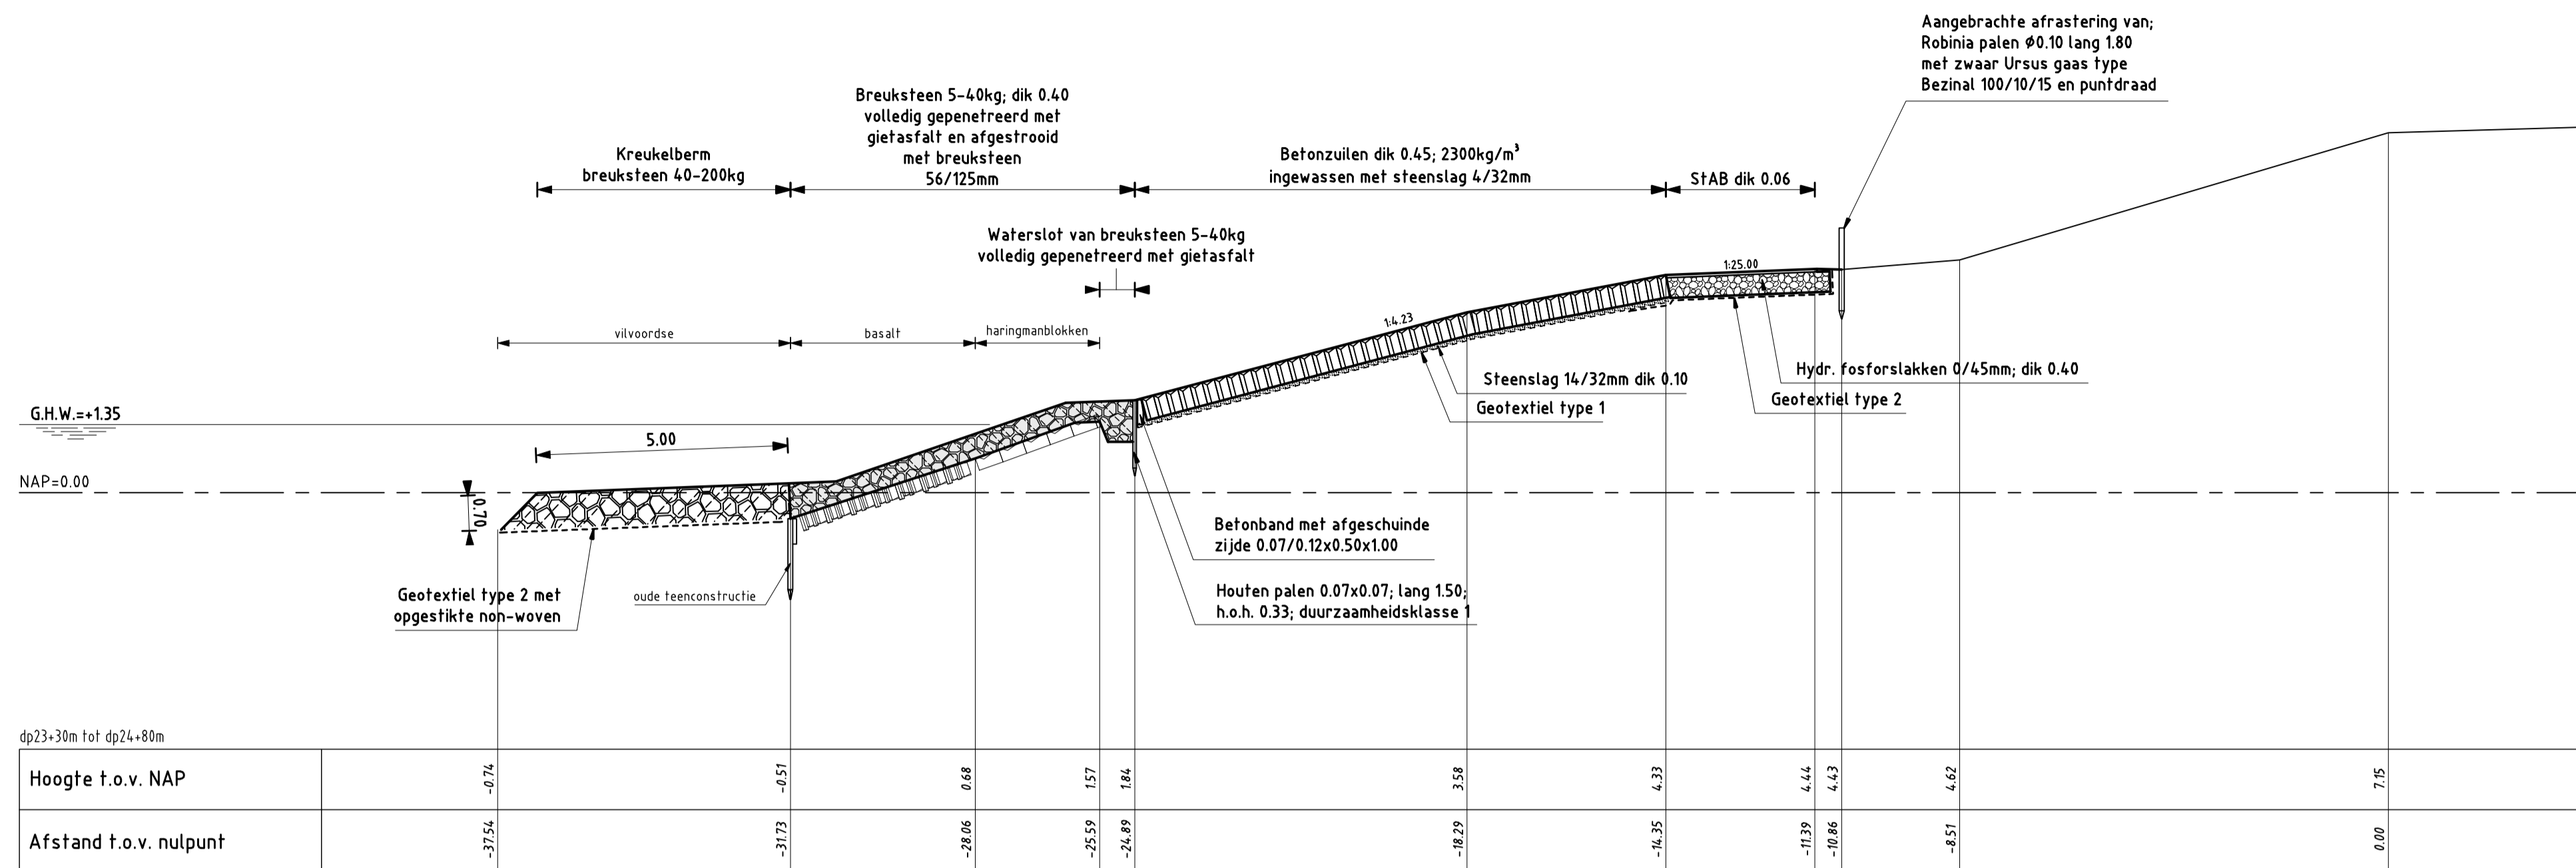 Aangebrachte afrastering van;
Robinia palen Ø0.10 lang 1.80
met zwaar Ursus gaas type
Bezinal 100/10/15 en puntdraad
Breuksteen 5-40kg; dik 0.40
volledig gepenetreerd met
gietasfalt en afgestrooid
met breuksteen
56/125mm
Kreukelberm
breuksteen 40-200kg
Betonzuilen dik 0.45; 2300kg/m³
ingewassen met steenslag 4/32mm
StAB dik 0.06
Waterslot van breuksteen 5-40kg
volledig gepenetreerd met gietasfalt
1:25.00
vilvoordse
basalt
haringmanblokken
1:4.23
Steenslag 14/32mm dik 0.10
Geotextiel type 1
Hydr. fosforslakken 0/45mm; dik 0.40
Geotextiel type 2
G.H.W.=+1.35
5.00
NAP=0.00
0.70
Betonband met afgeschuinde
zijde 0.07/0.12x0.50x1.00
Geotextiel type 2 met
opgestikte non-woven
oude teenconstructie
Houten palen 0.07x0.07; lang 1.50;
h.o.h. 0.33; duurzaamheidsklasse 1
dp23+30m tot dp24+80m
Hoogte t.o.v. NAP -0.74 -0.51 0.68 1.57 1.84 3.58 4.33 4.44 4.43 4.62 7.15
Afstand t.o.v. nulpunt -37.54 -31.73 -28.06 -25.59 -24.89 -18.29 -14.35 -11.39 -10.86 -8.51 0.00